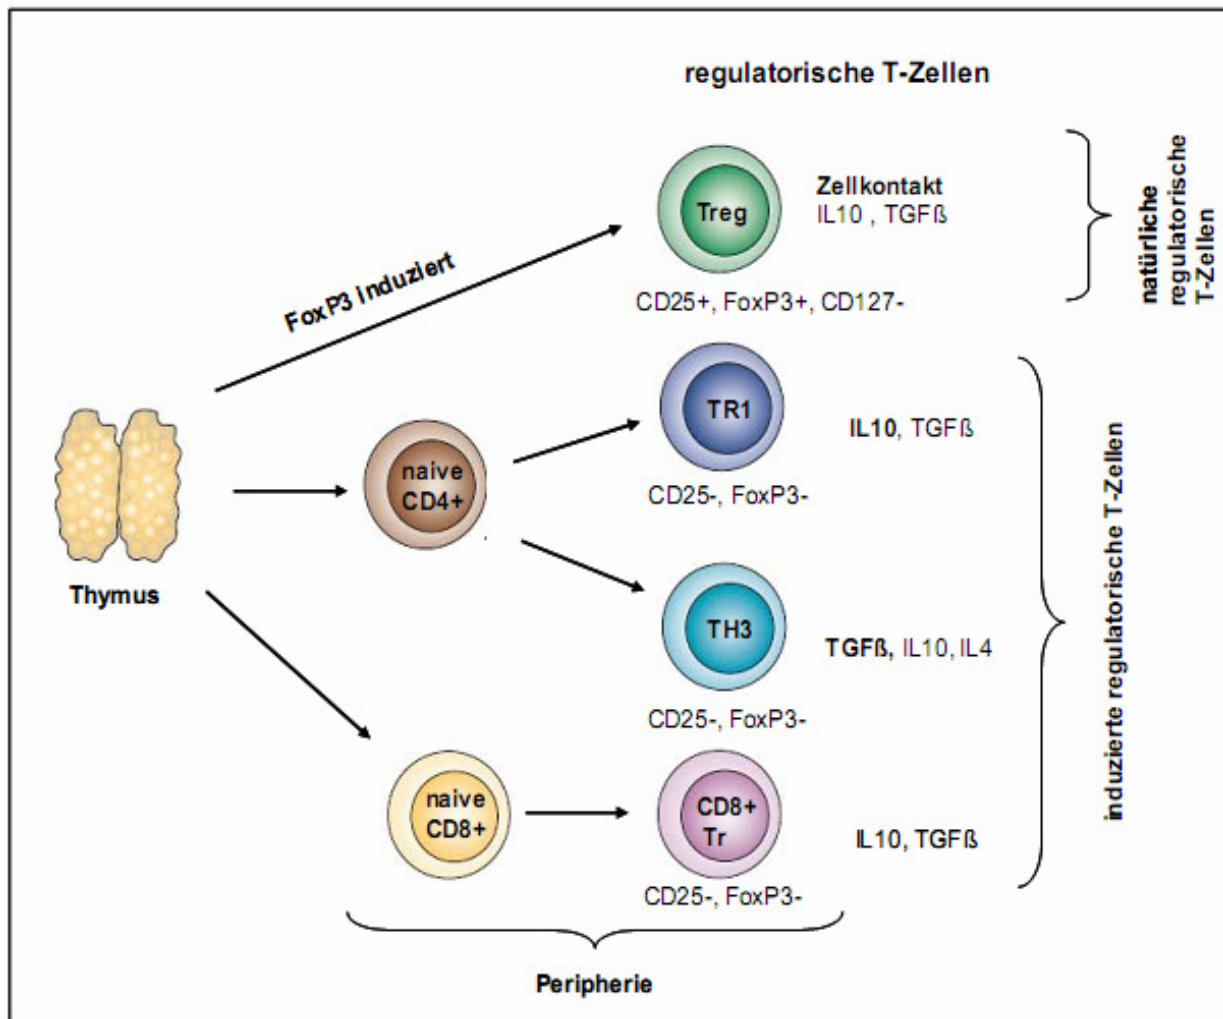 regulatorische T-Zellen
Treg
Zellkontakt
IL10 , TGFß
CD25+, FoxP3+, CD127-
natürliche
regulatorische
T-Zellen
FoxP3 induziert
TR1
IL10, TGFß
CD25-, FoxP3-
Thymus
naive
CD4+
TH3
TGFß, IL10, IL4
CD25-, FoxP3-
induzierte regulatorische T-Zellen
naive
CD8+
CD8+
Tr
IL10, TGFß
CD25-, FoxP3-
Peripherie